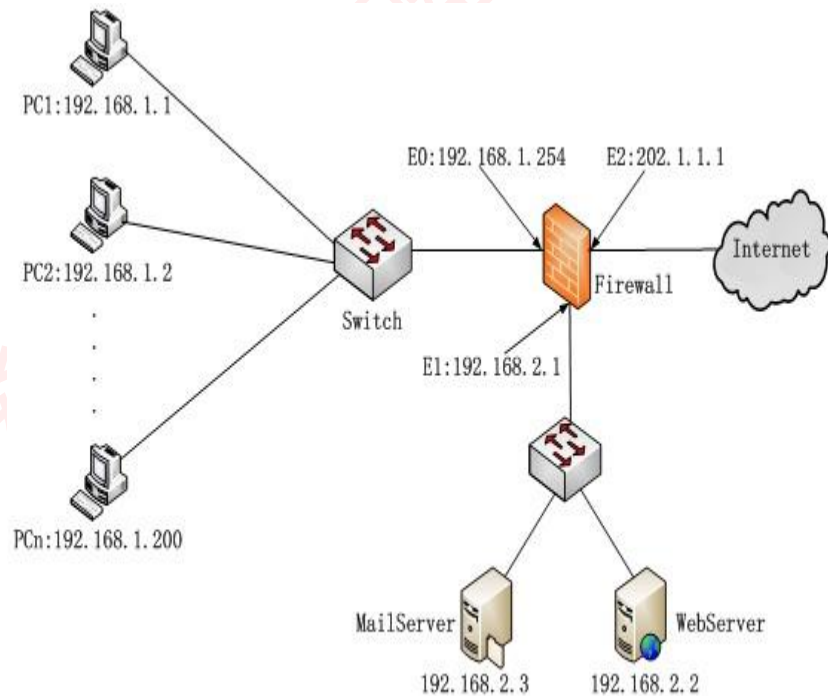 PC1:192.168.1.1
E0:192.168.1.254
E2:202.1.1.1
PC2:192.168.1.2
Internet
Firewall
Switch
E1:192.168.2.1
PCn:192.168.1.200
MailServer
WebServer
192.168.2.3
192.168.2.2